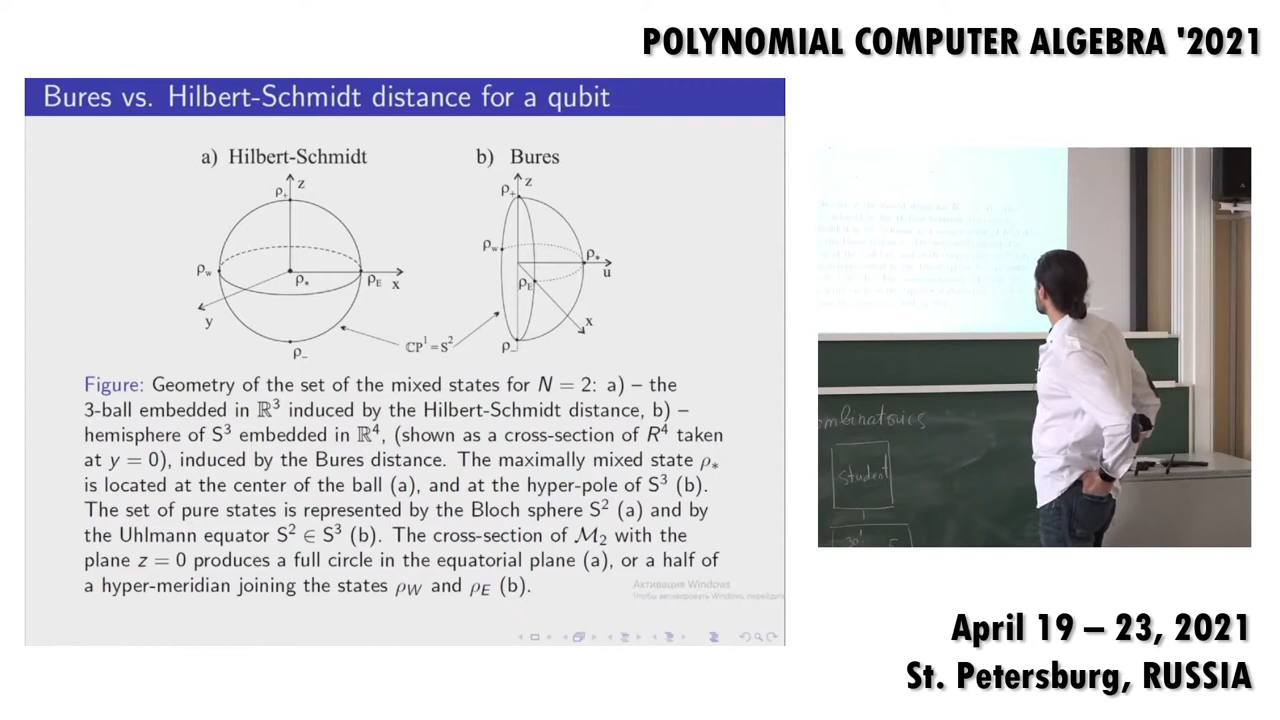 POLYNOMIAL COMPUTER ALGEBRA '2021
Bures vs. Hilbert-Schmidt distance for a qubit
a) Hilbert-Schmidt
b) Bures
ρ₊
z
ρw
ρ*
ρE
x
y
ρ₋
ℂP¹=S²
ρ₊
z
ρw
ρ*
u
ρE
x
ρ₋
Figure: Geometry of the set of the mixed states for N = 2: a) – the
3-ball embedded in ℝ³ induced by the Hilbert-Schmidt distance, b) –
hemisphere of S³ embedded in ℝ⁴, (shown as a cross-section of R⁴ taken
at y = 0), induced by the Bures distance. The maximally mixed state ρ*
is located at the center of the ball (a), and at the hyper-pole of S³ (b).
The set of pure states is represented by the Bloch sphere S² (a) and by
the Uhlmann equator S² ∈ S³ (b). The cross-section of ℳ₂ with the
plane z = 0 produces a full circle in the equatorial plane (a), or a half of
a hyper-meridian joining the states ρW and ρE (b).
Активация Windows
Чтобы активировать Windows, перейдите
ombinatorics
student
30'
April 19 – 23, 2021
St. Petersburg, RUSSIA